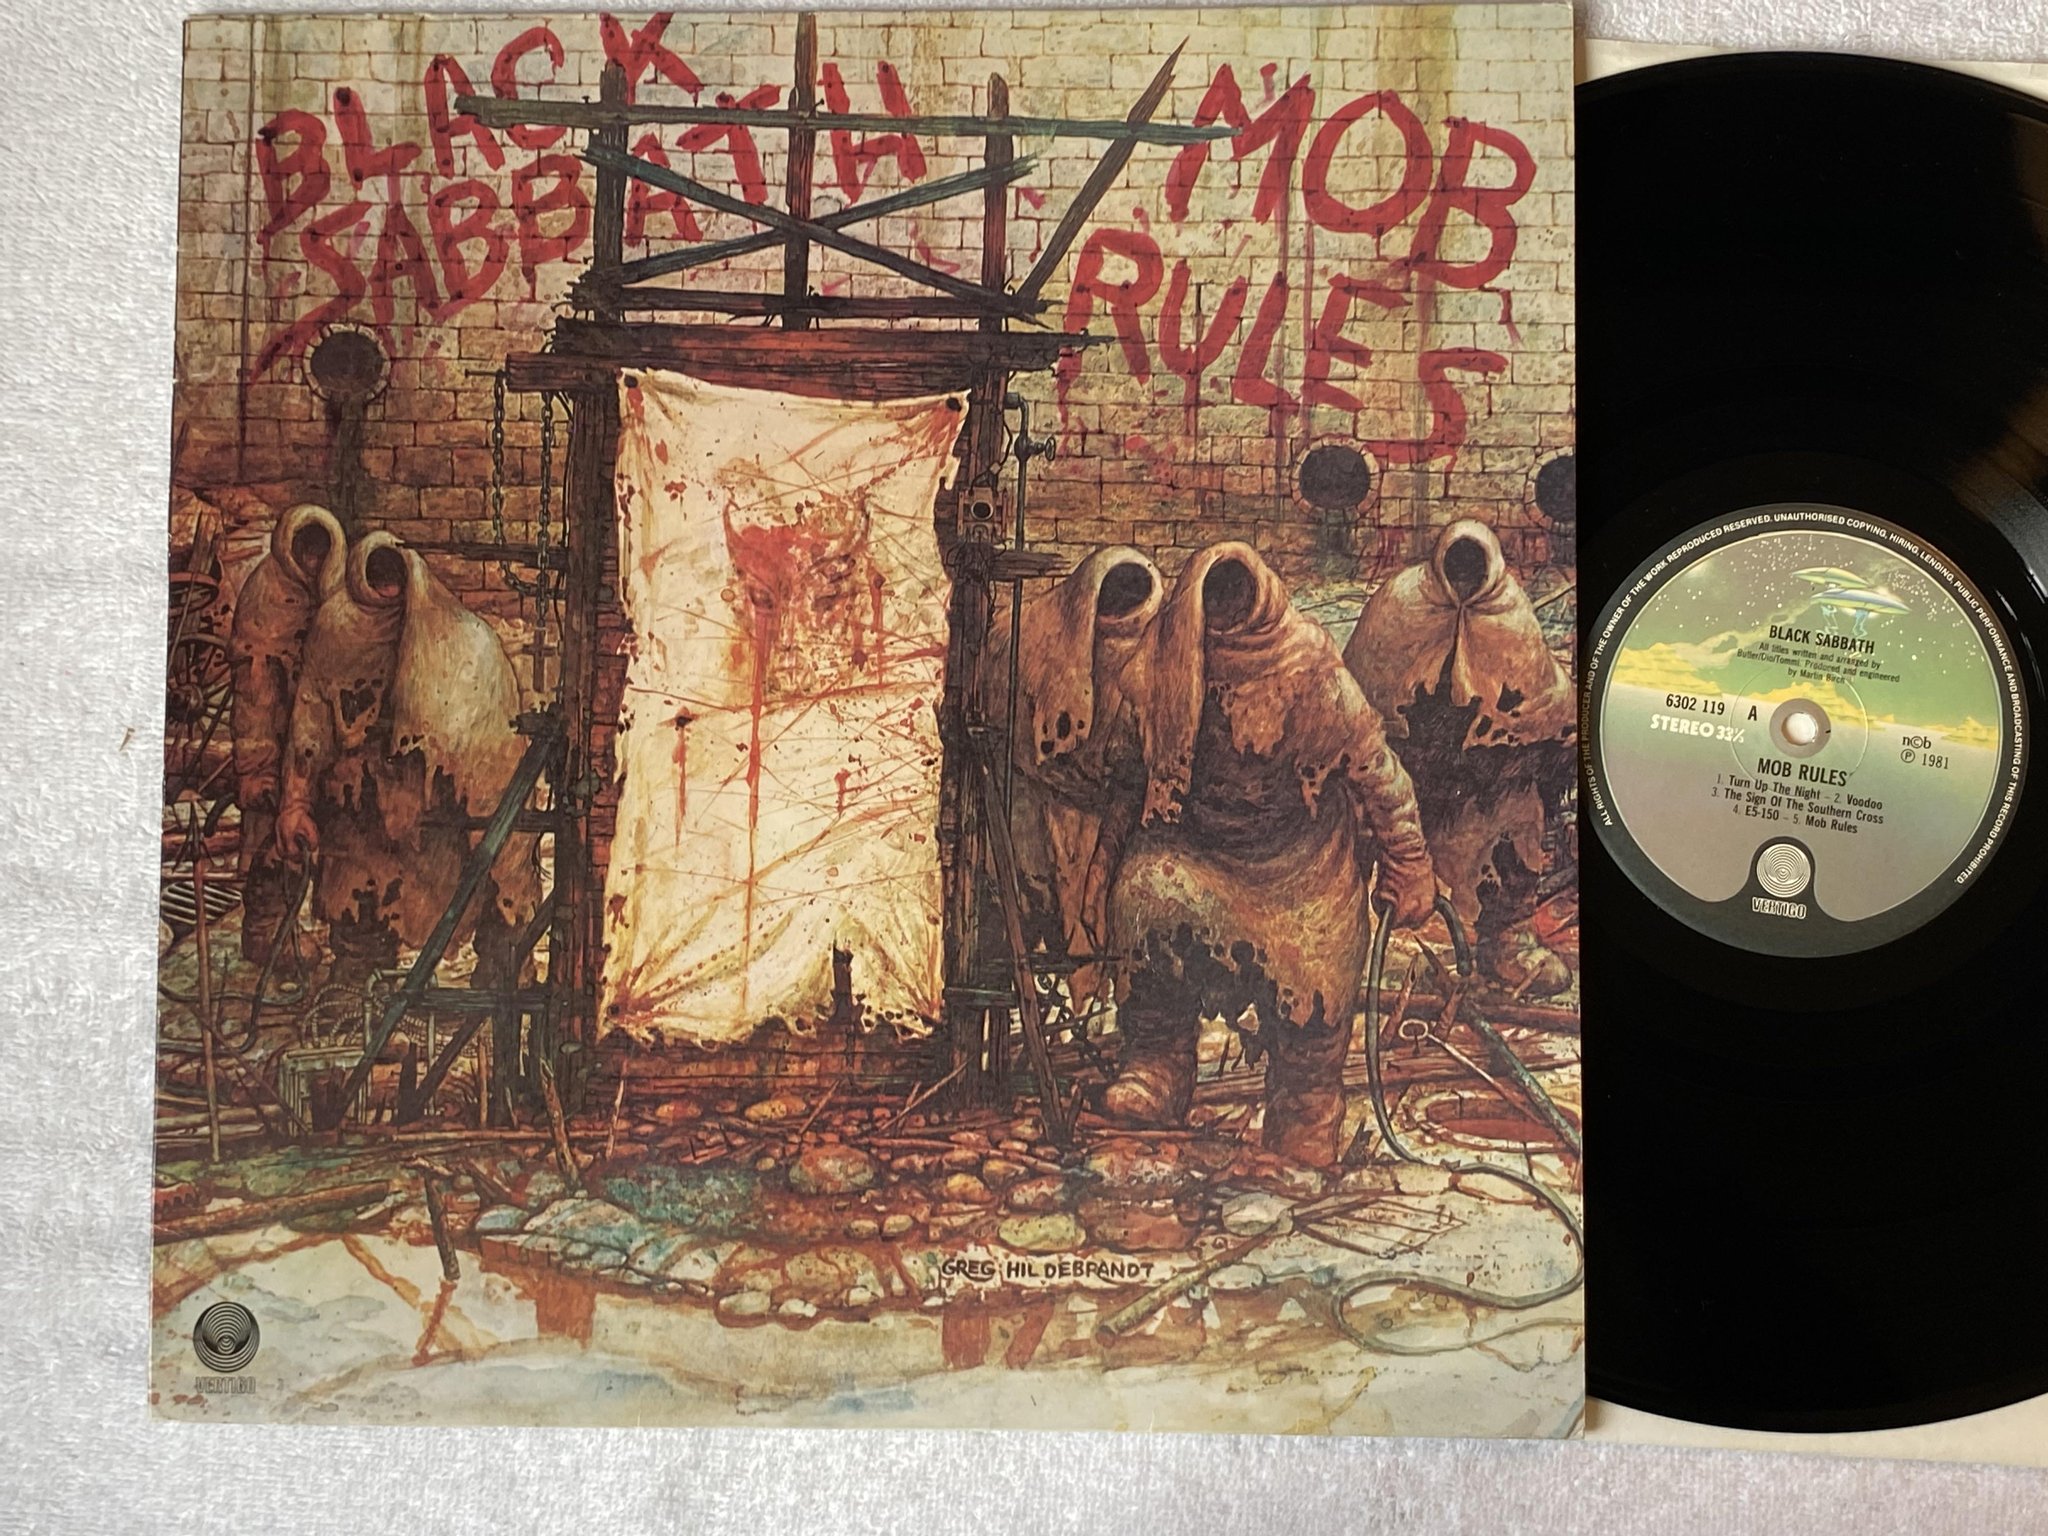 BLACK
SABBATH
MOB
RULES
GREG HILDEBRANDT
VERTIGO
ALL RIGHTS OF THE PRODUCER AND OF THE OWNER OF THE WORK REPRODUCED RESERVED. UNAUTHORISED COPYING, HIRING, LENDING, PUBLIC PERFORMANCE AND BROADCASTING OF THIS RECORD PROHIBITED.
BLACK SABBATH
All titles written and arranged by
Butler/Dio/Tommi. Produced and engineered
by Martin Birch
6302 119 A
STEREO 33⅓
n©b
℗ 1981
MOB RULES
1. Turn Up The Night – 2. Voodoo
3. The Sign Of The Southern Cross
4. E5-150 – 5. Mob Rules
VERTIGO